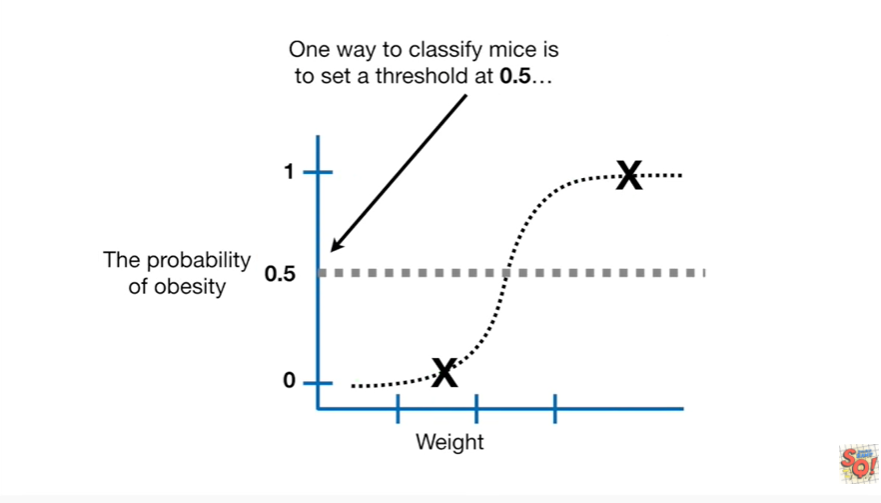 One way to classify mice is
to set a threshold at 0.5…
1
The probability
of obesity
0.5
0
Weight
X
X
SO!